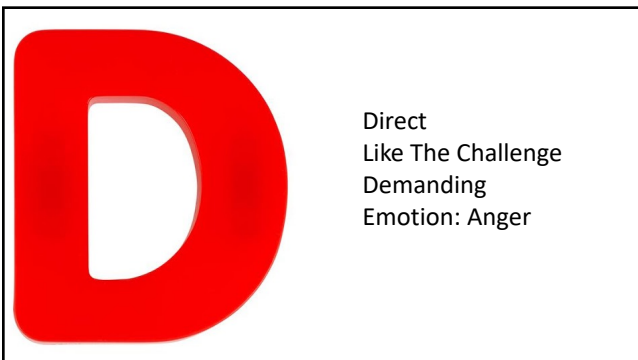 D
Direct
Like The Challenge
Demanding
Emotion: Anger